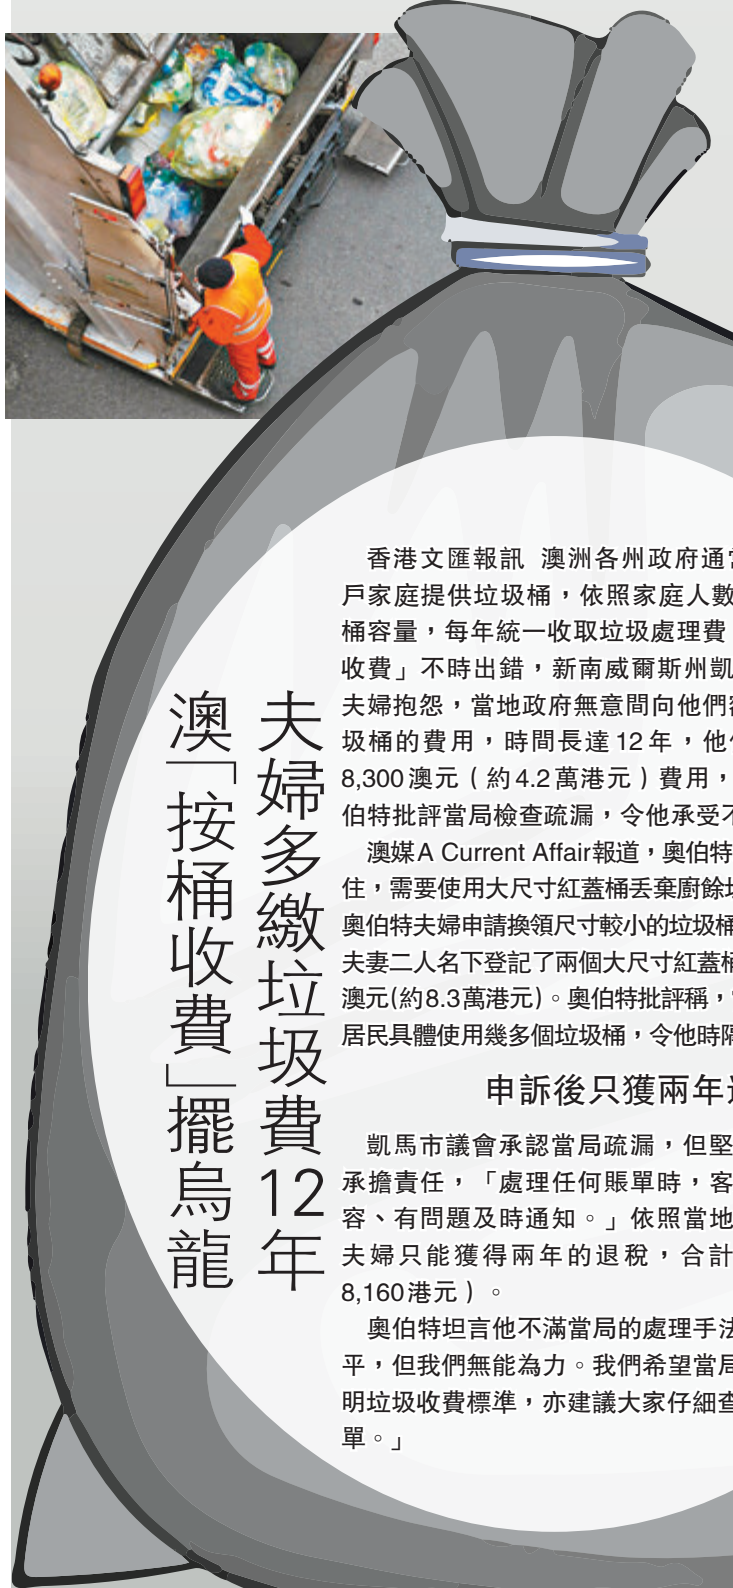 澳「按桶收費」擺烏龍
夫婦多繳垃圾費12年
香港文匯報訊 澳洲各州政府通
戶家庭提供垃圾桶，依照家庭人數
桶容量，每年統一收取垃圾處理費
收費」不時出錯，新南威爾斯州凱
夫婦抱怨，當地政府無意間向他們
圾桶的費用，時間長達12年，他
8,300澳元（約4.2萬港元）費用，
伯特批評當局檢查疏漏，令他承受不
澳媒A Current Affair報道，奧伯特
住，需要使用大尺寸紅蓋桶丟棄廚餘
奧伯特夫婦申請換領尺寸較小的垃圾桶
夫妻二人名下登記了兩個大尺寸紅蓋
澳元(約8.3萬港元)。奧伯特批評稱，
居民具體使用幾多個垃圾桶，令他時
申訴後只獲兩年
凱馬市議會承認當局疏漏，但堅
承擔責任，「處理任何賬單時，客
容、有問題及時通知。」依照當地
夫婦只能獲得兩年的退稅，合計
8,160港元）。
奧伯特坦言他不滿當局的處理手法
平，但我們無能為力。我們希望當局
明垃圾收費標準，亦建議大家仔細查
單。」